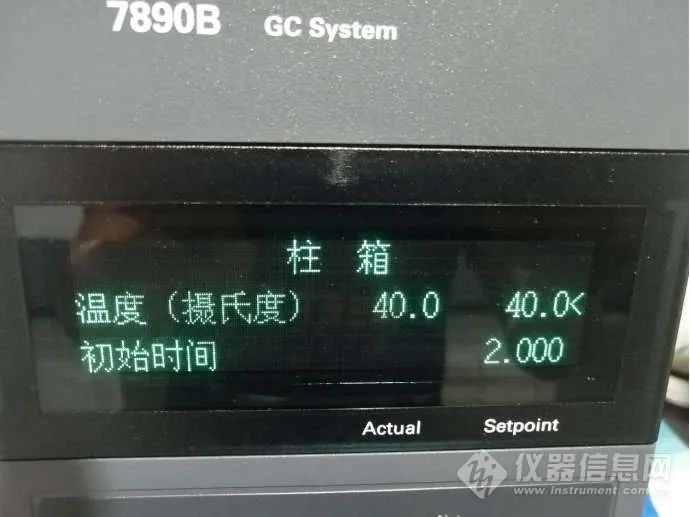 7890B GC System
柱 箱
温度（摄氏度） 40.0 40.0<
初始时间 2.000
Actual Setpoint
仪器信息网
www.instrument.com.cn